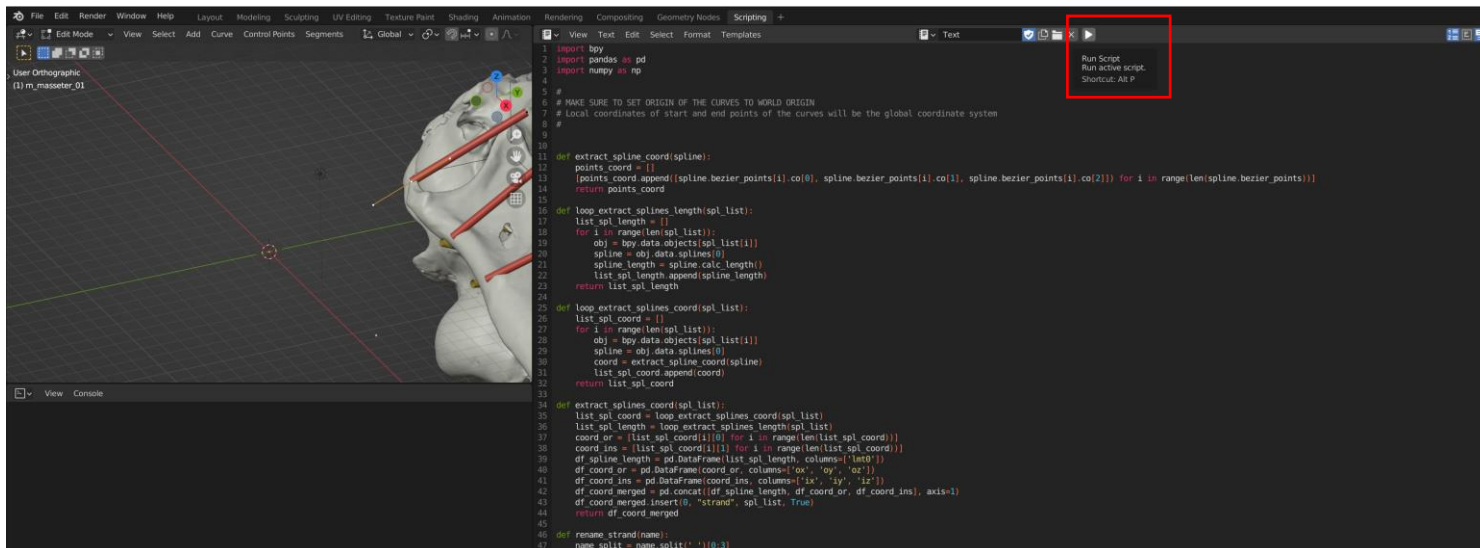 File Edit Render Window Help Layout Modeling Sculpting UV Editing Texture Paint Shading Animation Rendering Compositing Geometry Nodes Scripting +
Edit Mode View Select Add Curve Control Points Segments Global
View Text Edit Select Format Templates Text
User Orthographic
(1) m_masseter_01
Z
Y
X
Run Script
Run active script.
Shortcut: Alt P
View Console
1 import bpy
2 import pandas as pd
3 import numpy as np
4
5 #
6 # MAKE SURE TO SET ORIGIN OF THE CURVES TO WORLD ORIGIN
7 # Local coordinates of start and end points of the curves will be the global coordinate system
8 #
9
10
11 def extract_spline_coord(spline):
12     points_coord = []
13     [points_coord.append([spline.bezier_points[i].co[0], spline.bezier_points[i].co[1], spline.bezier_points[i].co[2]]) for i in range(len(spline.bezier_points))]
14     return points_coord
15
16 def loop_extract_splines_length(spl_list):
17     list_spl_length = []
18     for i in range(len(spl_list)):
19         obj = bpy.data.objects[spl_list[i]]
20         spline = obj.data.splines[0]
21         spline_length = spline.calc_length()
22         list_spl_length.append(spline_length)
23     return list_spl_length
24
25 def loop_extract_splines_coord(spl_list):
26     list_spl_coord = []
27     for i in range(len(spl_list)):
28         obj = bpy.data.objects[spl_list[i]]
29         spline = obj.data.splines[0]
30         coord = extract_spline_coord(spline)
31         list_spl_coord.append(coord)
32     return list_spl_coord
33
34 def extract_splines_coord(spl_list):
35     list_spl_coord = loop_extract_splines_coord(spl_list)
36     list_spl_length = loop_extract_splines_length(spl_list)
37     coord_or = [list_spl_coord[i][0] for i in range(len(list_spl_coord))]
38     coord_ins = [list_spl_coord[i][1] for i in range(len(list_spl_coord))]
39     df_spline_length = pd.DataFrame(list_spl_length, columns=['lmt0'])
40     df_coord_or = pd.DataFrame(coord_or, columns=['ox', 'oy', 'oz'])
41     df_coord_ins = pd.DataFrame(coord_ins, columns=['ix', 'iy', 'iz'])
42     df_coord_merged = pd.concat([df_spline_length, df_coord_or, df_coord_ins], axis=1)
43     df_coord_merged.insert(0, "strand", spl_list, True)
44     return df_coord_merged
45
46 def rename_strand(name):
47     name_split = name.split('_')[0:3]